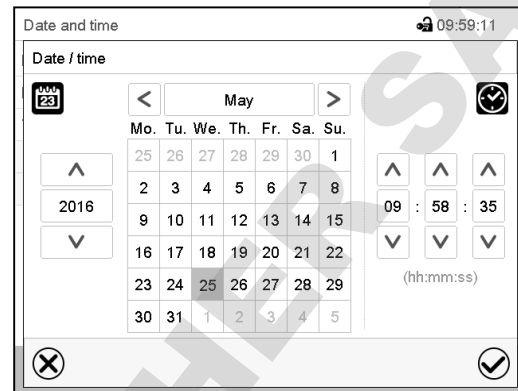 Date and time 09:59:11
Date / time
23
< May >
Mo. Tu. We. Th. Fr. Sa. Su.
25 26 27 28 29 30 1
2 3 4 5 6 7 8
2016
9 10 11 12 13 14 15
09 : 58 : 35
16 17 18 19 20 21 22
23 24 25 26 27 28 29
(hh:mm:ss)
30 31 1 2 3 4 5
HER SA